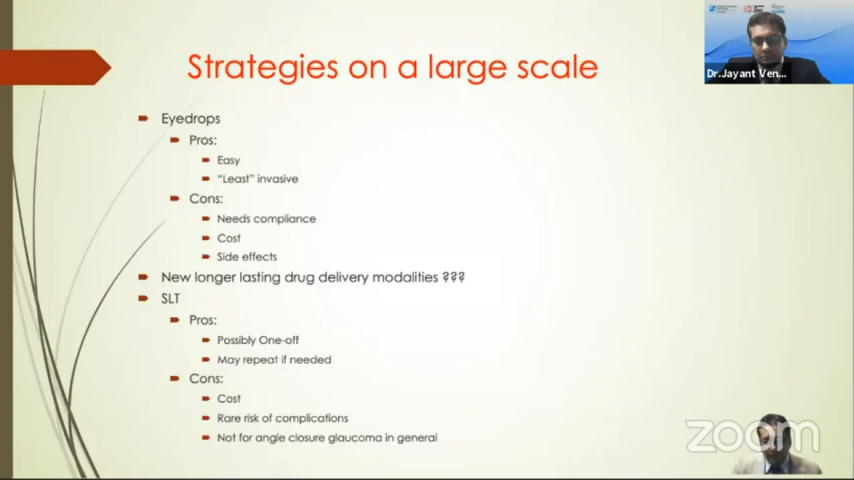 Strategies on a large scale
Dr.Jayant Ven...
Eyedrops
Pros:
Easy
“Least” invasive
Cons:
Needs compliance
Cost
Side effects
New longer lasting drug delivery modalities ???
SLT
Pros:
Possibly One-off
May repeat if needed
Cons:
Cost
Rare risk of complications
Not for angle closure glaucoma in general
zoom